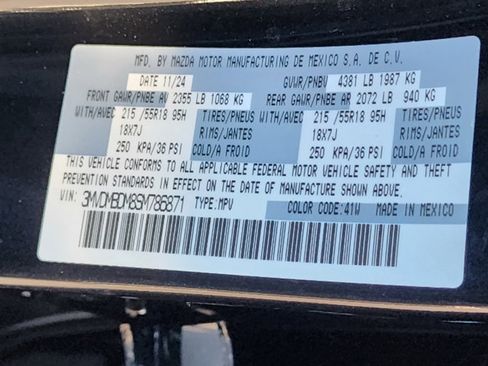 MFD. BY MAZDA MOTOR MANUFACTURING DE MEXICO S.A. DE C.V.
DATE 11/24 GVWR/PNBV 4381 LB 1987 KG
FRONT GAWR/PNBE AV 2355 LB 1068 KG REAR GAWR/PNBE AR 2072 LB 940 KG
WITH/AVEC 215 /55R18 95H TIRES/PNEUS WITH/AVEC 215 /55R18 95H TIRES/PNEUS
18X7J RIMS/JANTES 18X7J RIMS/JANTES
250 KPA/36 PSI COLD/A FROID 250 KPA/36 PSI COLD/A FROID
THIS VEHICLE CONFORMS TO ALL APPLICABLE FEDERAL MOTOR VEHICLE SAFETY AND THEFT
PREVENTION STANDARDS IN EFFECT ON THE DATE OF MANUFACTURE SHOWN ABOVE.
VIN: 3MVDMBDM8SM786871 TYPE:MPV COLOR CODE:41W MADE IN MEXICO